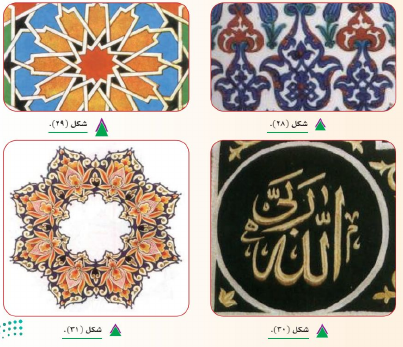 شكل (٢٨).
شكل (٢٩).
الله ربي
شكل (٣٠).
شكل (٣١).